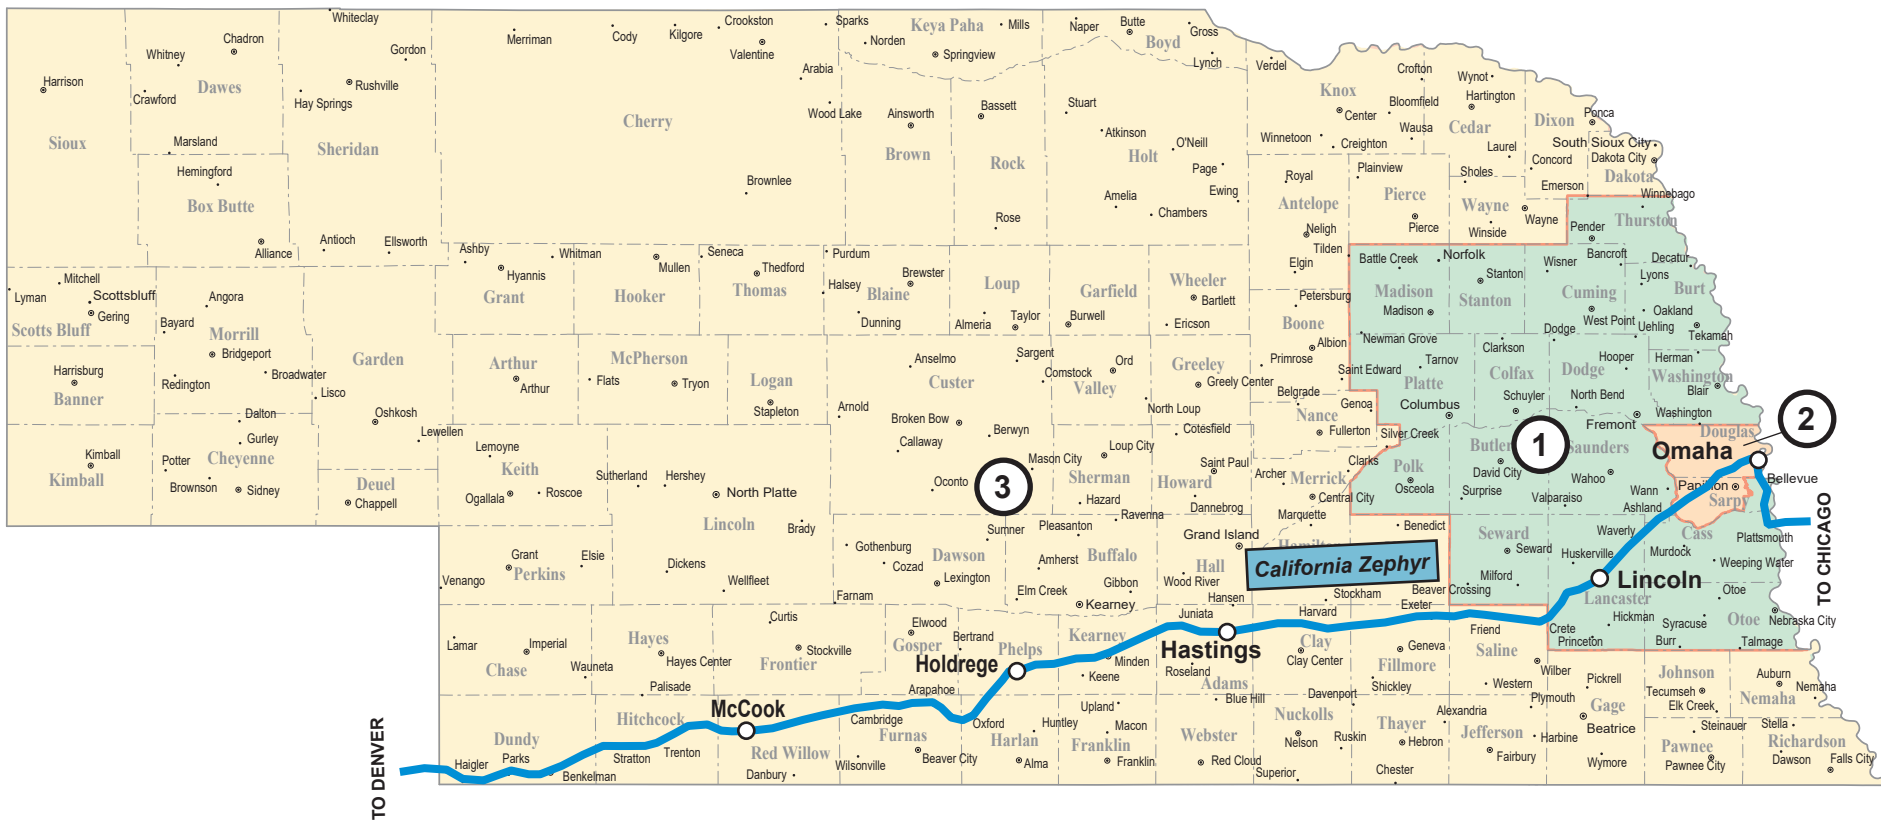 Whiteclay
Chadron
Whitney
Gordon
Dawes
Rushville
Harrison
Crawford
Hay Springs
Sioux
Marsland
Sheridan
Hemingford
Box Butte
Alliance
Antioch
Ellsworth
Merriman
Cody
Kilgore
Crookston
Valentine
Sparks
Norden
Keya Paha
Mills
Springview
Naper
Butte
Boyd
Gross
Lynch
Verdel
Arabia
Wood Lake
Cherry
Brownlee
Ainsworth
Brown
Bassett
Rock
Rose
Stuart
Atkinson
Holt
O'Neill
Page
Ewing
Amelia
Chambers
Knox
Center
Winnetoon
Creighton
Crofton
Bloomfield
Wausa
Wynot
Hartington
Cedar
Laurel
Dixon
Ponca
South Sioux City
Dakota City
Dakota
Concord
Emerson
Sholes
Royal
Antelope
Neligh
Tilden
Elgin
Plainview
Pierce
Pierce
Wayne
Wayne
Winside
Winnebago
Thurston
Pender
Mitchell
Lyman
Scottsbluff
Gering
Scotts Bluff
Angora
Bayard
Morrill
Bridgeport
Garden
Harrisburg
Banner
Redington
Broadwater
Lisco
Oshkosh
Lewellen
Dalton
Gurley
Cheyenne
Kimball
Kimball
Potter
Brownson
Sidney
Deuel
Chappell
Ashby
Hyannis
Whitman
Grant
Mullen
Hooker
Seneca
Thedford
Thomas
Purdum
Halsey
Brewster
Blaine
Dunning
Loup
Almeria
Taylor
Garfield
Burwell
Wheeler
Bartlett
Ericson
Petersburg
Boone
Albion
Primrose
Arthur
Arthur
McPherson
Flats
Tryon
Logan
Stapleton
Anselmo
Custer
Sargent
Comstock
Ord
Valley
Greeley
Greely Center
North Loup
Cotesfield
Belgrade
Nance
Genoa
Fullerton
Saint Edward
Battle Creek
Norfolk
Madison
Madison
Newman Grove
Stanton
Stanton
Wisner
Bancroft
Decatur
Lyons
Burt
Cuming
West Point
Oakland
Uehling
Tekamah
Dodge
Clarkson
Tarnov
Platte
Columbus
Colfax
Schuyler
Hooper
Dodge
North Bend
Herman
Washington
Blair
Washington
Fremont
Silver Creek
Clarks
Polk
Osceola
Butler
David City
Surprise
1
Saunders
Wahoo
Valparaiso
Wann
Ashland
Douglas
Omaha
2
Papillion
Sarpy
Bellevue
TO CHICAGO
Lemoyne
Keith
Ogallala
Roscoe
Sutherland
Hershey
North Platte
Lincoln
Brady
Arnold
Broken Bow
Callaway
Berwyn
Oconto
3
Mason City
Loup City
Sherman
Hazard
Ravenna
Saint Paul
Howard
Dannebrog
Archer
Merrick
Central City
Marquette
Hamilton
Benedict
Grand Island
Hall
Wood River
Hansen
California Zephyr
Stockham
Harvard
Exeter
Beaver Crossing
Seward
Seward
Milford
Huskerville
Waverly
Cass
Murdock
Plattsmouth
Weeping Water
Lincoln
Lancaster
Otoe
Otoe
Nebraska City
Hickman
Syracuse
Burr
Talmage
Crete
Princeton
Venango
Grant
Perkins
Elsie
Dickens
Wellfleet
Gothenburg
Dawson
Cozad
Lexington
Farnam
Sumner
Pleasanton
Amherst
Buffalo
Gibbon
Elm Creek
Kearney
Lamar
Imperial
Chase
Wauneta
Hayes
Hayes Center
Palisade
Curtis
Frontier
Stockville
Elwood
Gosper
Bertrand
Holdrege
Phelps
Kearney
Minden
Keene
Juniata
Hastings
Roseland
Adams
Blue Hill
Clay
Clay Center
Fillmore
Geneva
Shickley
Friend
Saline
Western
Wilber
Johnson
Tecumseh
Elk Creek
Auburn
Nemaha
Nemaha
Pickrell
Plymouth
Gage
Beatrice
McCook
Hitchcock
Dundy
Haigler
Parks
Benkelman
Stratton
Trenton
Red Willow
Danbury
Arapahoe
Cambridge
Furnas
Beaver City
Wilsonville
Oxford
Harlan
Alma
Huntley
Upland
Macon
Franklin
Franklin
Webster
Red Cloud
Nuckolls
Nelson
Superior
Davenport
Ruskin
Thayer
Hebron
Chester
Alexandria
Jefferson
Fairbury
Harbine
Wymore
Steinauer
Pawnee
Pawnee City
Stella
Richardson
Dawson
Falls City
TO DENVER